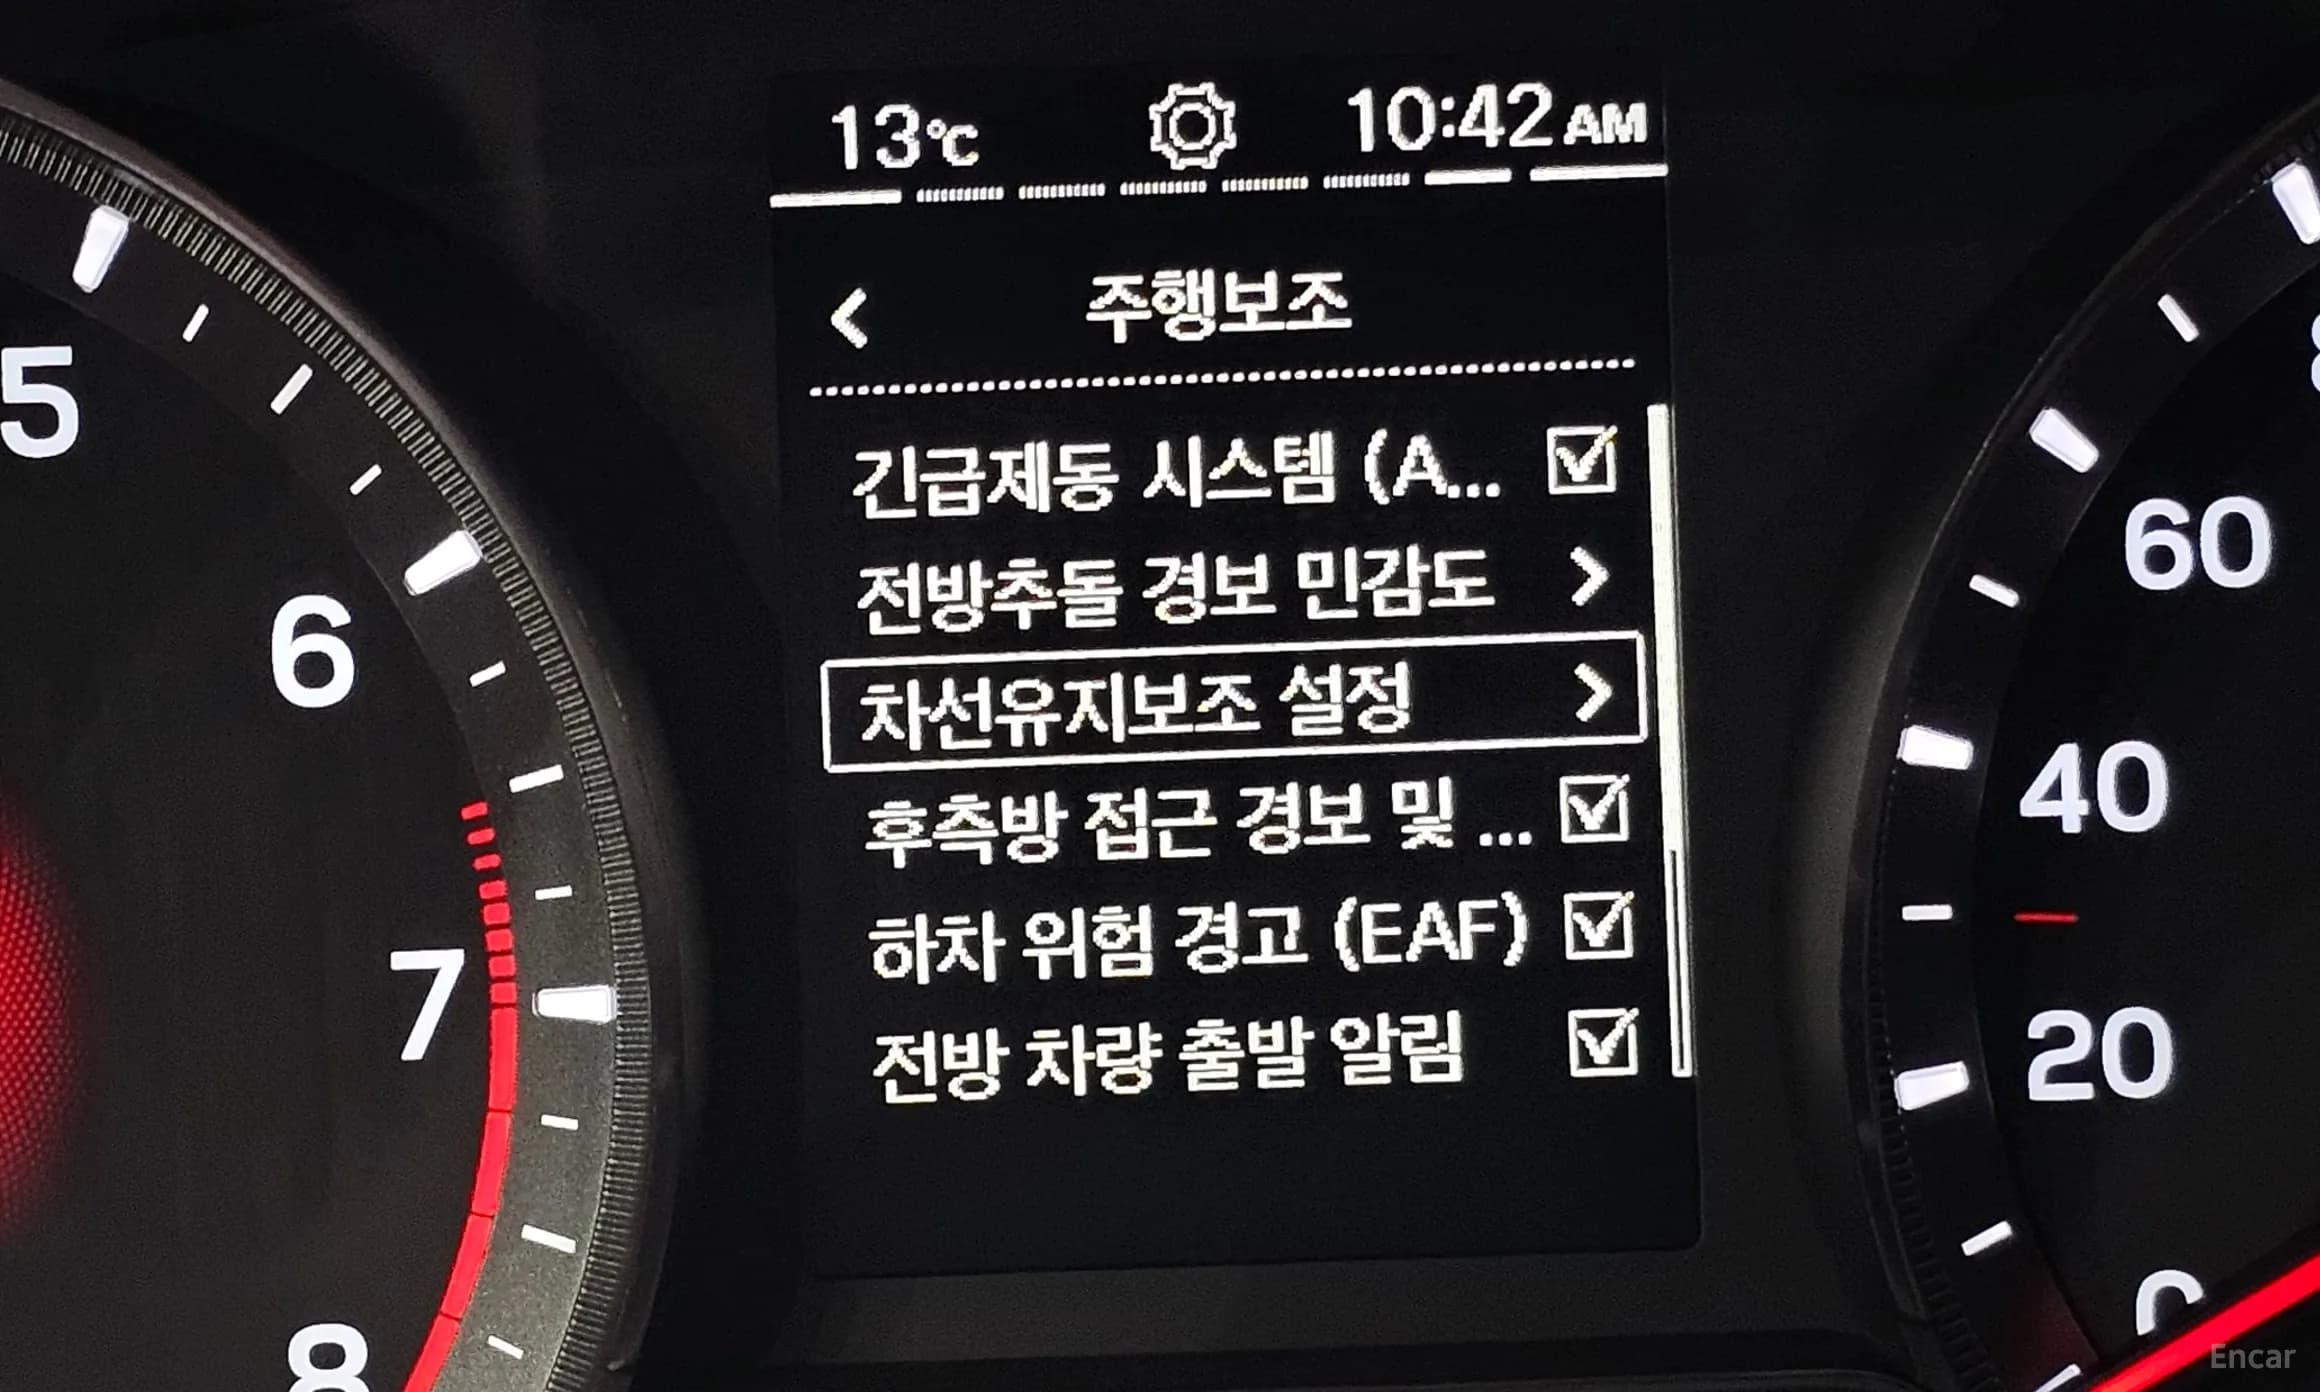 13℃ 10:42 AM
주행보조
긴급제동 시스템 (A...
전방추돌 경보 민감도
차선유지보조 설정
후측방 접근 경보 및 ...
하차 위험 경고 (EAF)
전방 차량 출발 알림
5
6
7
8
60
40
20
0
Encar